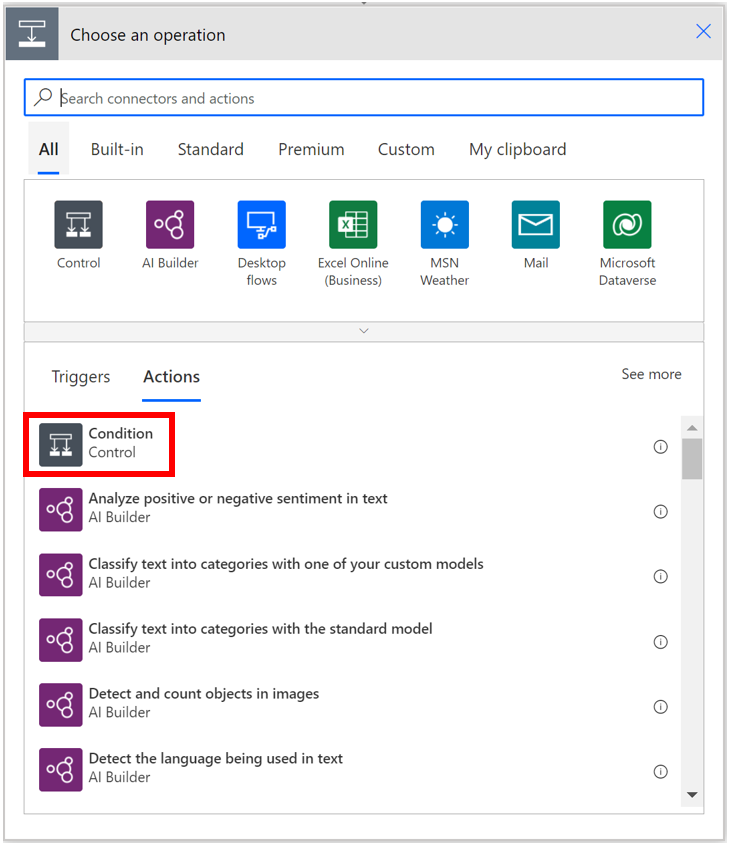 Choose an operation
Search connectors and actions
All Built-in Standard Premium Custom My clipboard
Control AI Builder Desktop flows Excel Online (Business) MSN Weather Mail Microsoft Dataverse
Triggers Actions See more
Condition
Control
Analyze positive or negative sentiment in text
AI Builder
Classify text into categories with one of your custom models
AI Builder
Classify text into categories with the standard model
AI Builder
Detect and count objects in images
AI Builder
Detect the language being used in text
AI Builder